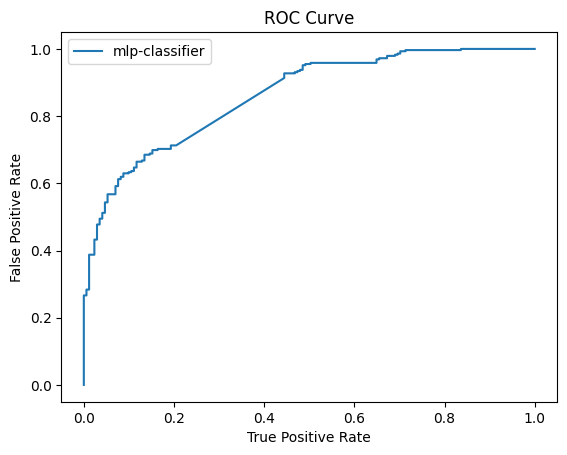 ROC Curve
mlp-classifier
1.0
0.8
0.6
0.4
0.2
0.0
False Positive Rate
0.0 0.2 0.4 0.6 0.8 1.0
True Positive Rate